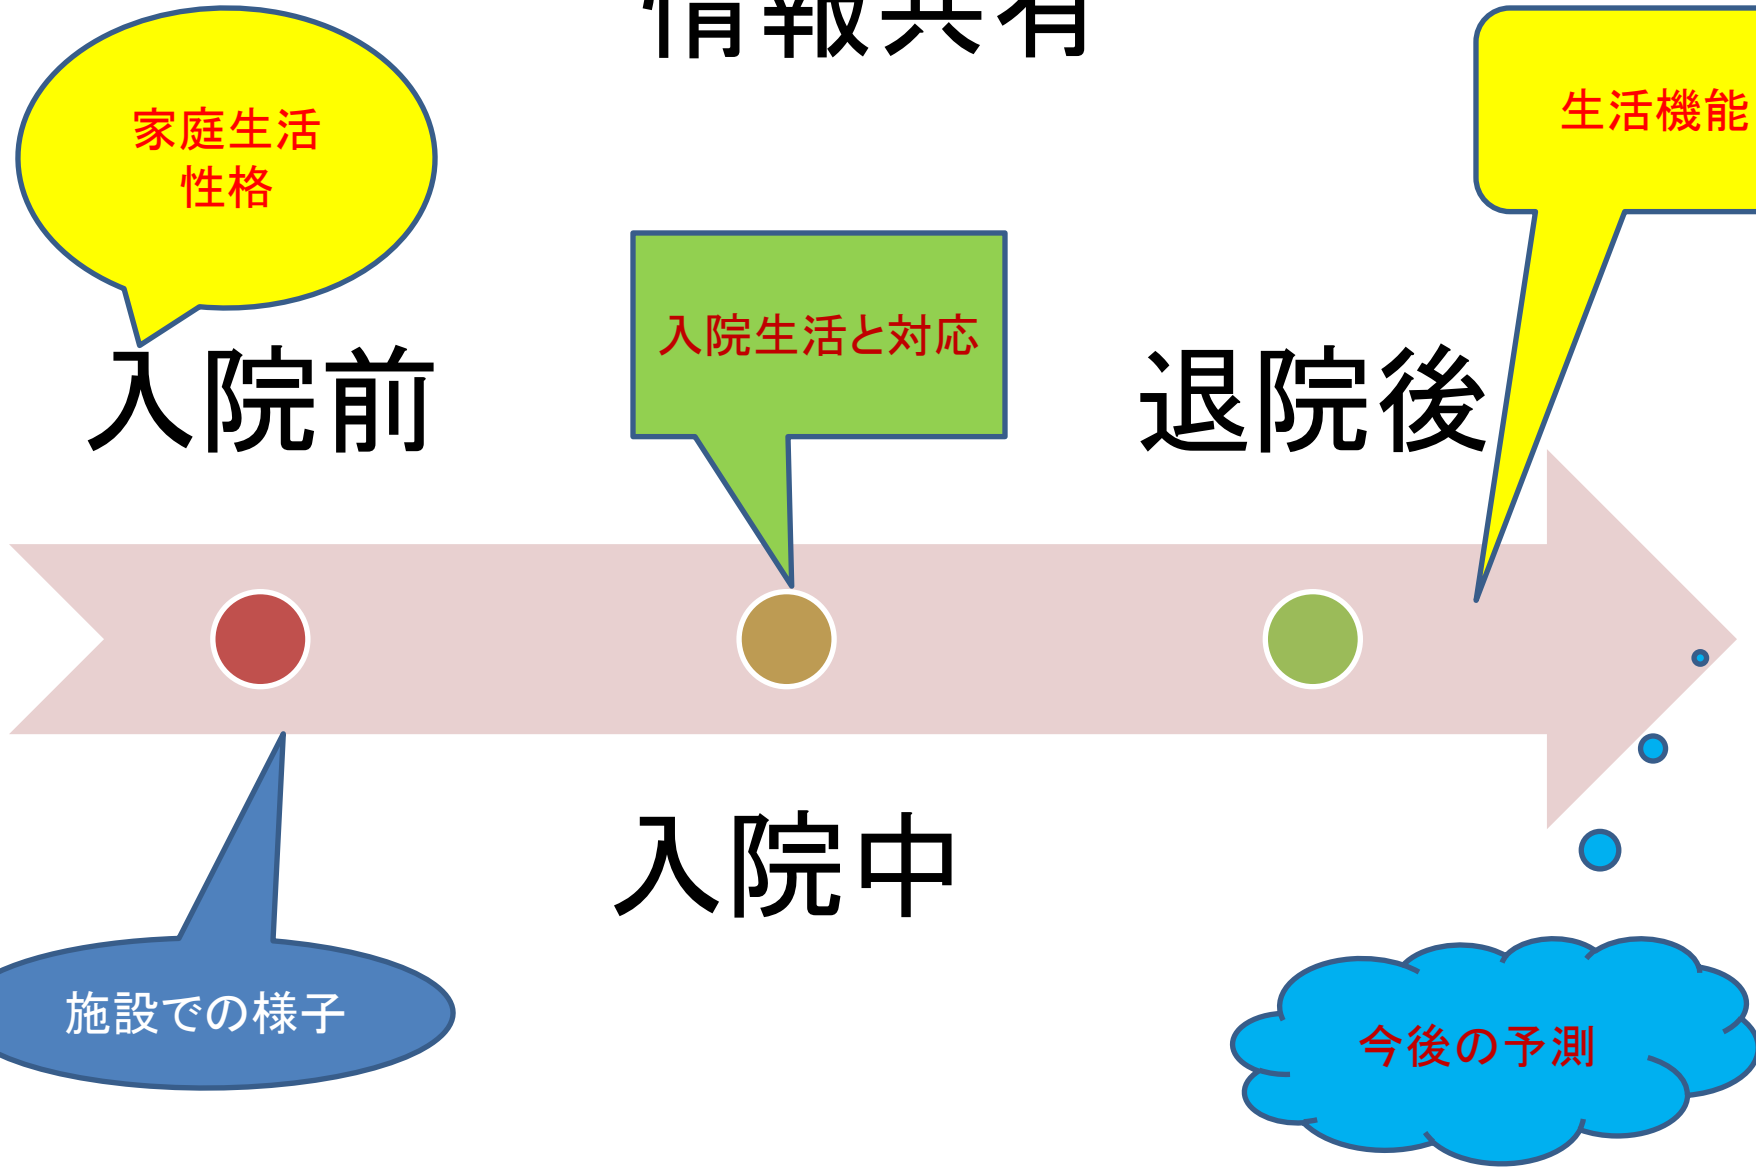 情報共有
家庭生活
性格
生活機能
入院生活と対応
入院前
退院後
入院中
施設での様子
今後の予測